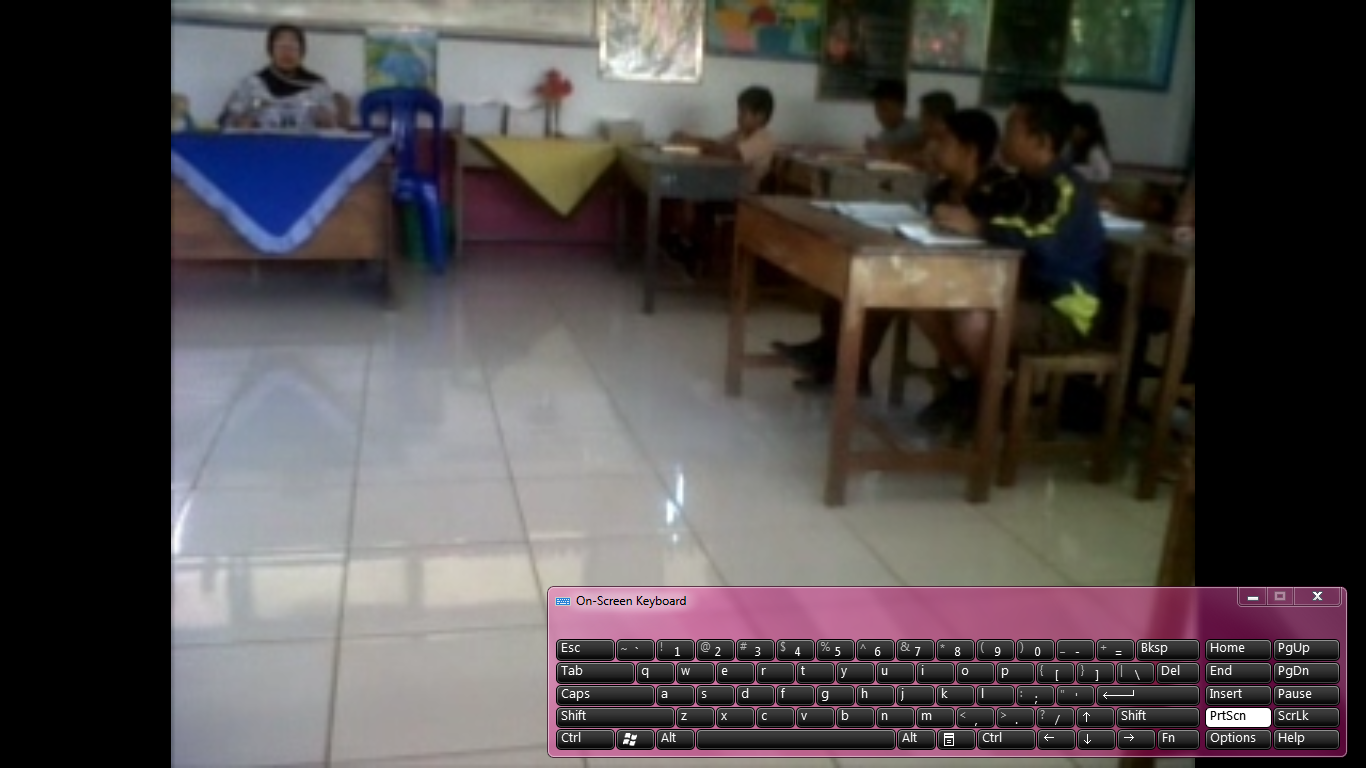 On-Screen Keyboard
Esc ~ ` ! 1 @ 2 # 3 $ 4 % 5 ^ 6 & 7 * 8 ( 9 ) 0 _ - + = Bksp Home PgUp
Tab q w e r t y u i o p { [ } ] | \ Del End PgDn
Caps a s d f g h j k l : ; " ' Insert Pause
Shift z x c v b n m < , > . ? / ↑ Shift PrtScn ScrLk
Ctrl Alt Alt Ctrl ← ↓ → Fn Options Help